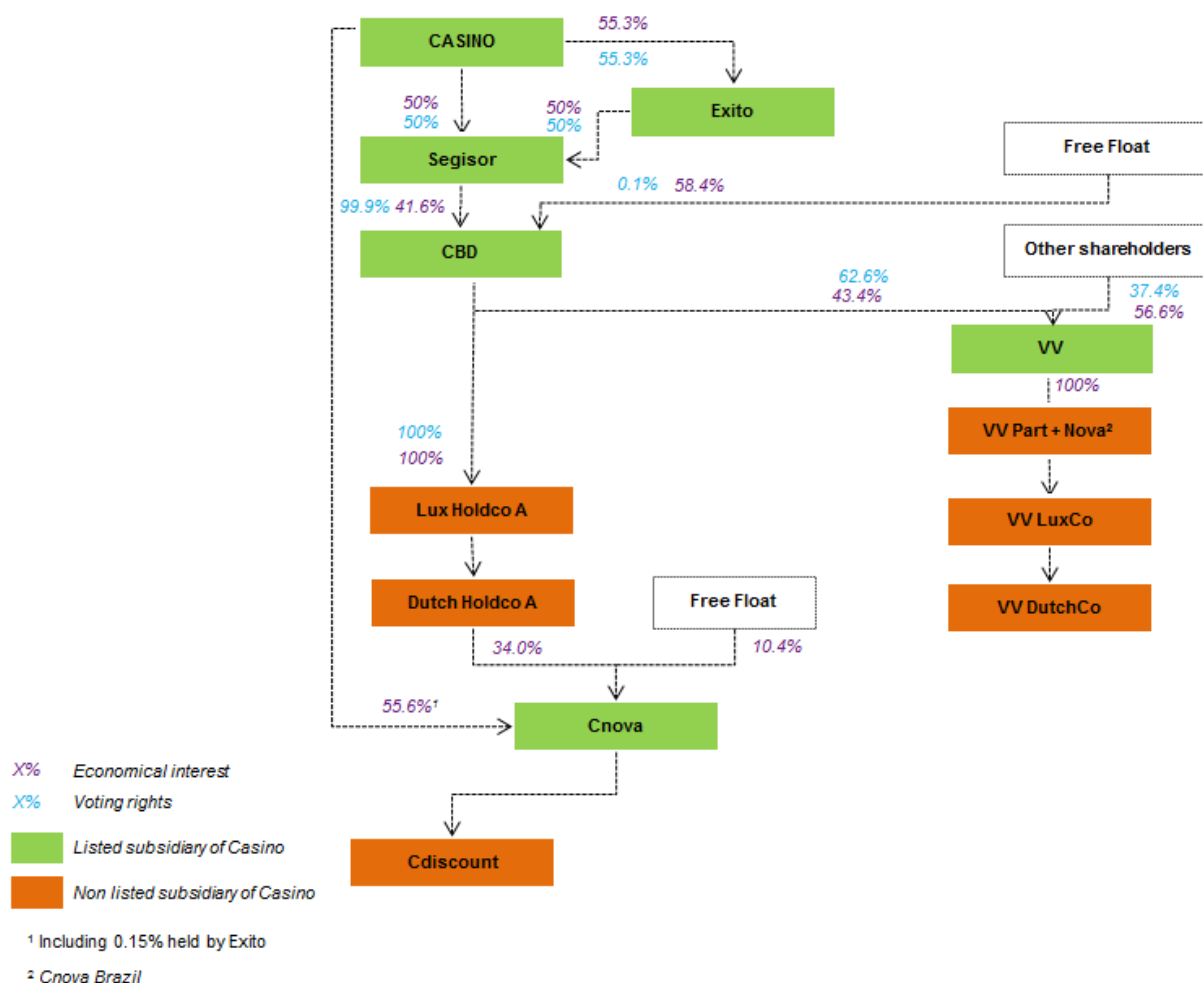 55.3%
CASINO
55.3%
50%
50%
50%
50%
Exito
Free Float
Segisor
0.1% 58.4%
99.9% 41.6%
CBD
Other shareholders
62.6%
43.4%
37.4%
56.6%
VV
100%
VV Part + Nova²
100%
100%
Lux Holdco A
VV LuxCo
Dutch Holdco A
Free Float
VV DutchCo
34.0%
10.4%
55.6%¹
Cnova
X% Economical interest
X% Voting rights
Listed subsidiary of Casino
Cdiscount
Non listed subsidiary of Casino
¹ Including 0.15% held by Exito
² Cnova Brazil